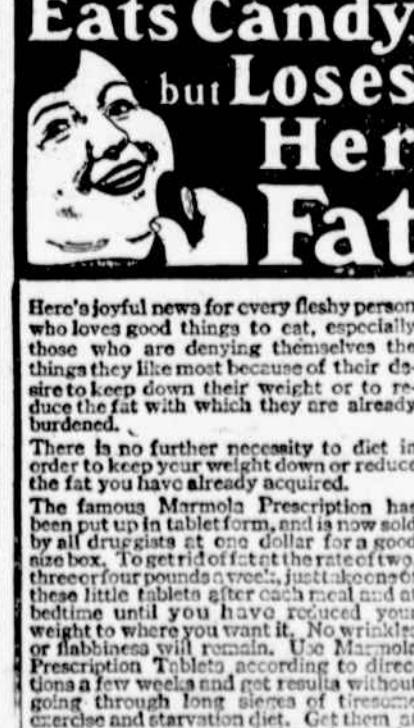 Eats Candy
but Loses
Her
Fat
Here's joyful news for every fleshy person
who loves good things to eat, especially
those who are denying themselves the
things they like most because of their de-
sire to keep down their weight or to re-
duce the fat with which they are already
burdened.
There is no further necessity to diet in
order to keep your weight down or reduce
the fat you have already acquired.
The famous Marmola Prescription has
been put up in tablet form, and is now sold
by all druggists at one dollar for a good
size box. To get rid of fat at the rate of two,
three or four pounds a week, just take one of
these little tablets after each meal and at
bedtime until you have reduced your
weight to where you want it. No wrinkles
or flabbiness will remain. Use Marmola
Prescription Tablets according to direc-
tions a few weeks and get results without
going through long sieges of tiresome
exercise and starvation diet. Get them